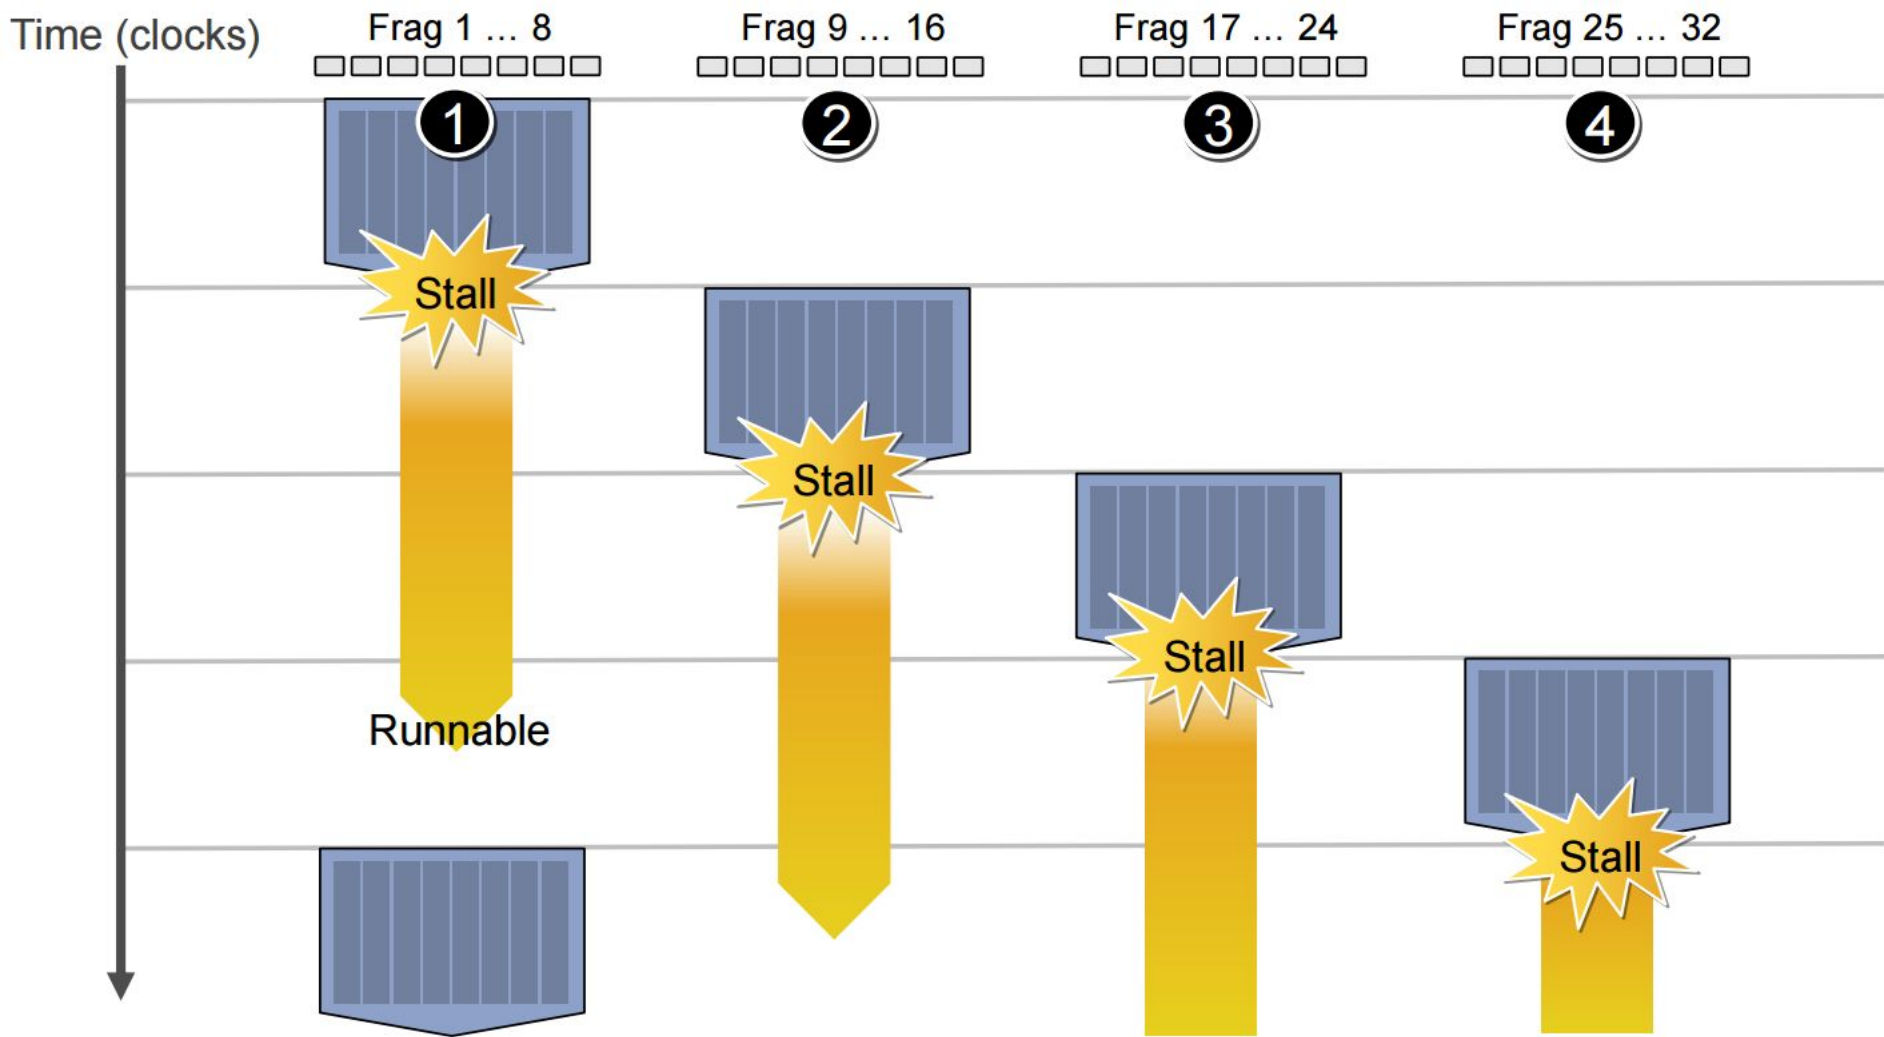 Time (clocks)
Frag 1 … 8
Frag 9 … 16
Frag 17 … 24
Frag 25 … 32
1
2
3
4
Stall
Stall
Stall
Runnable
Stall